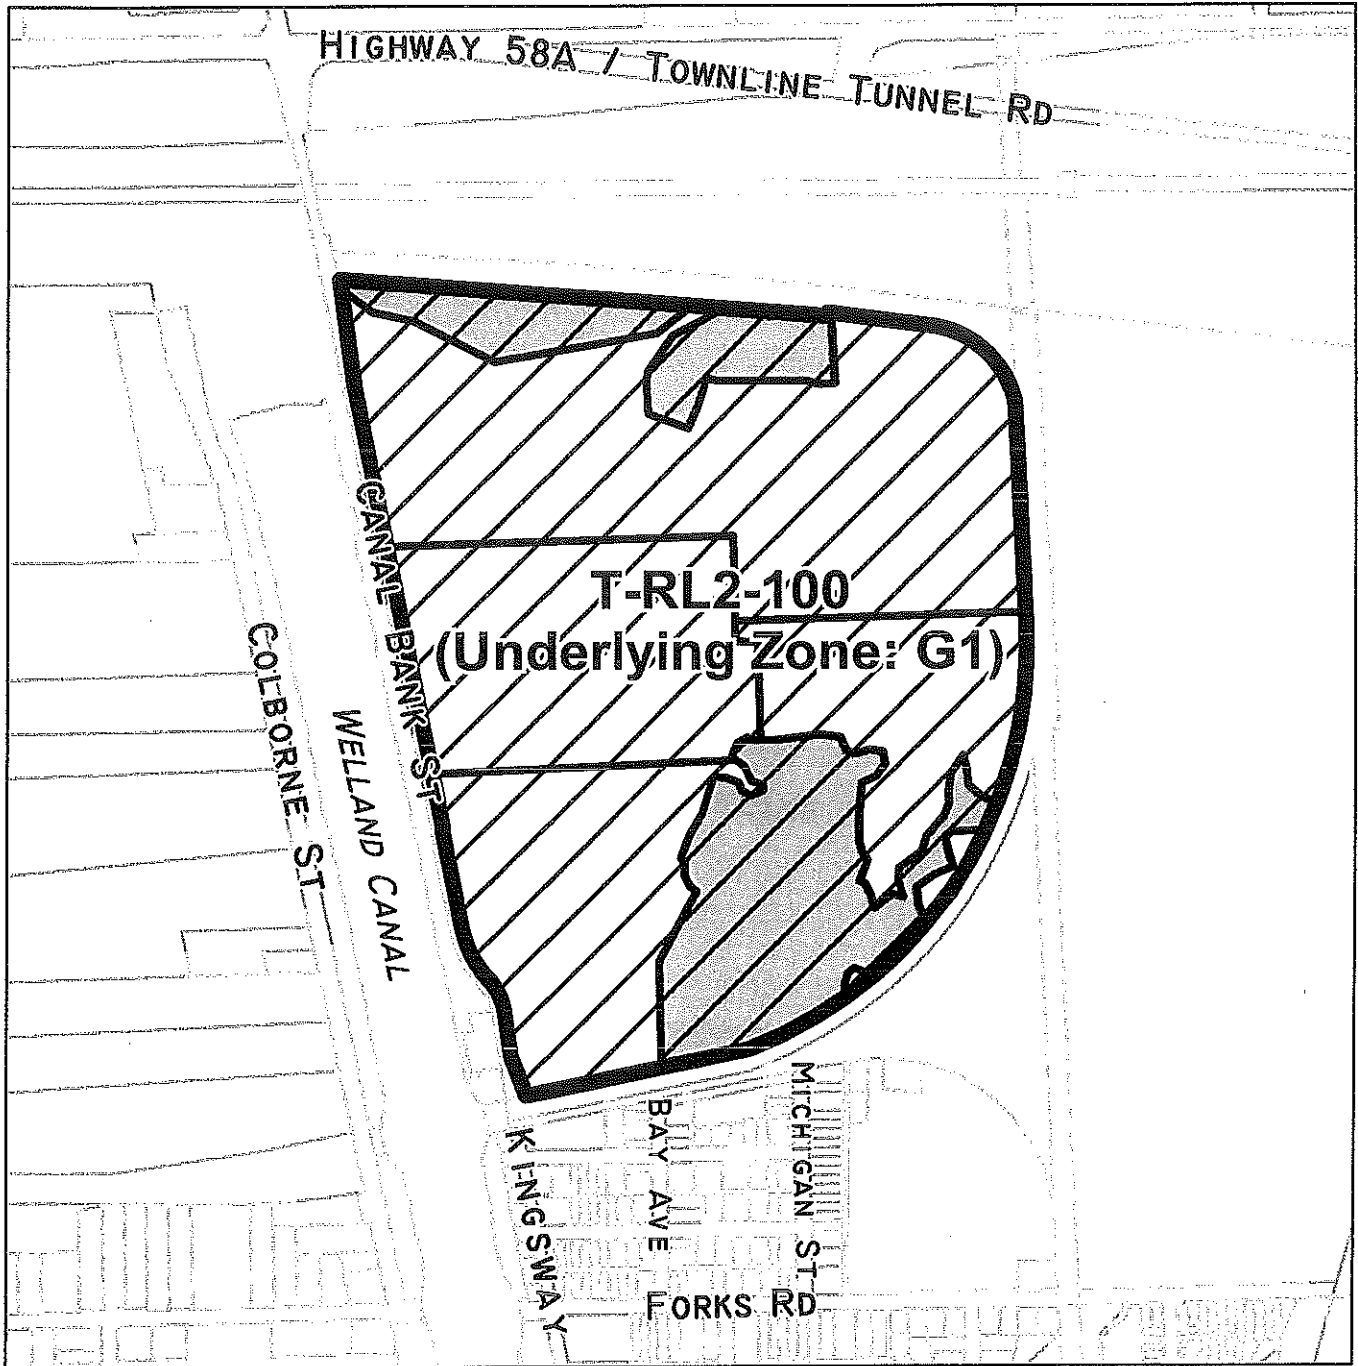 HIGHWAY 58A / TOWNLINE TUNNEL RD
CANAL BANK ST
T-RL2-100
(Underlying Zone: G1)
COLBORNE ST
WELLAND CANAL
KINGSWAY
BAY AVE
MICHIGAN ST
FORKS RD